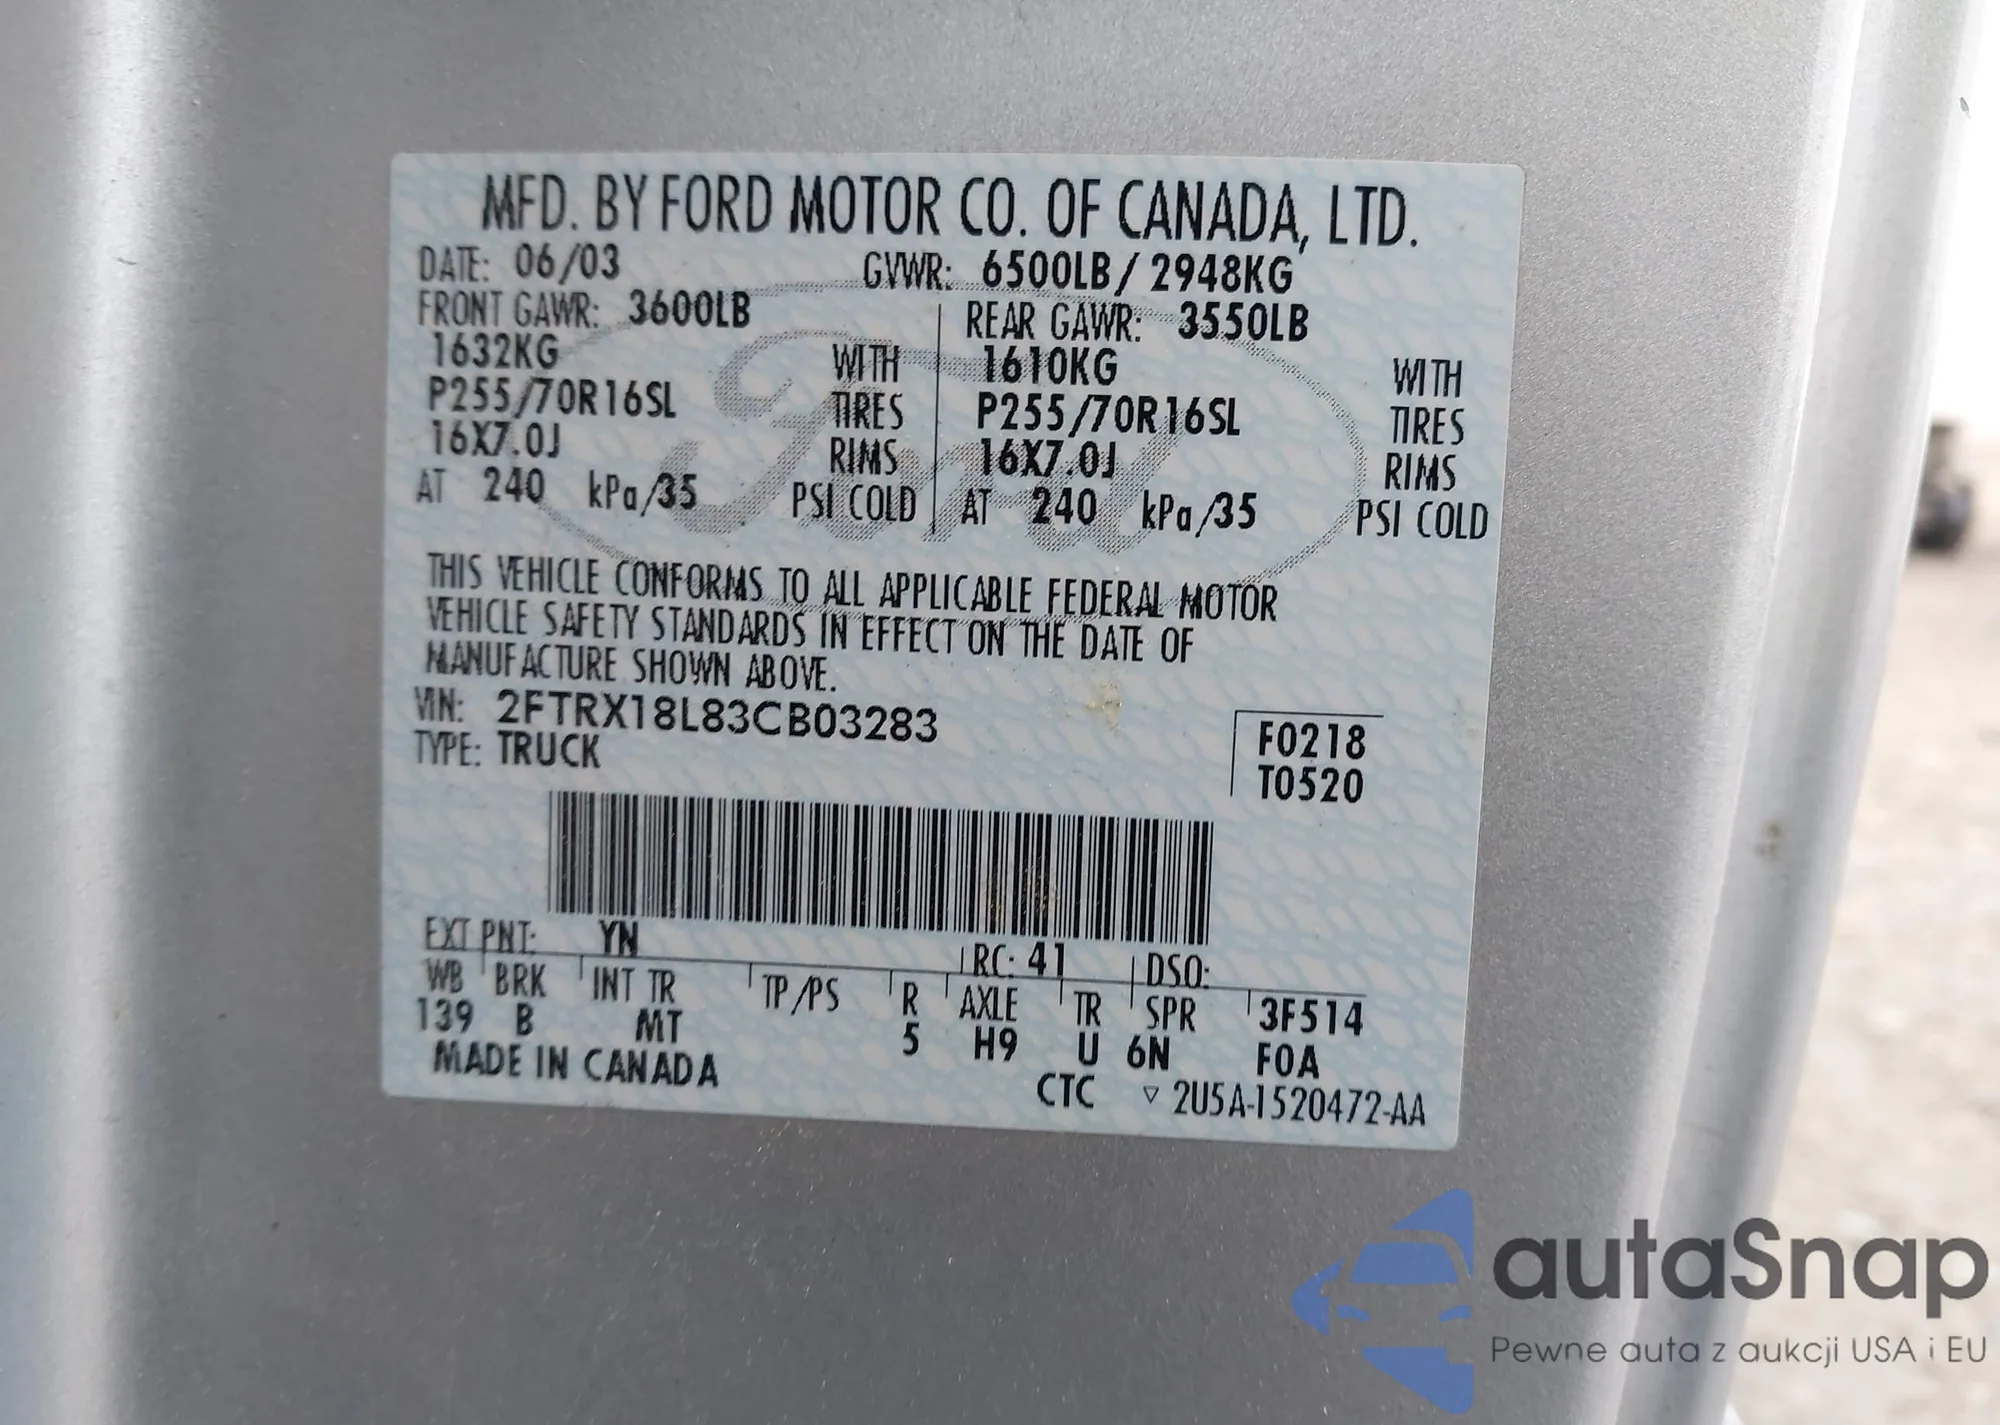 MFD. BY FORD MOTOR CO. OF CANADA, LTD.
DATE: 06/03 GVWR: 6500LB/ 2948KG
FRONT GAWR: 3600LB REAR GAWR: 3550LB
1632KG WITH 1610KG WITH
P255/70R16SL TIRES P255/70R16SL TIRES
16X7.0J RIMS 16X7.0J RIMS
AT 240 kPa/35 PSI COLD AT 240 kPa/35 PSI COLD
THIS VEHICLE CONFORMS TO ALL APPLICABLE FEDERAL MOTOR
VEHICLE SAFETY STANDARDS IN EFFECT ON THE DATE OF
MANUFACTURE SHOWN ABOVE.
VIN: 2FTRX18L83CB03283
TYPE: TRUCK
F0218
T0520
EXT PNT: YN RC: 41 DSO:
WB BRK INT TR TP/PS R AXLE TR SPR 3F514
139 B MT 5 H9 U 6N F0A
MADE IN CANADA CTC ▽ 2U5A-1520472-AA
Ford
autaSnap
Pewne auta z aukcji USA i EU